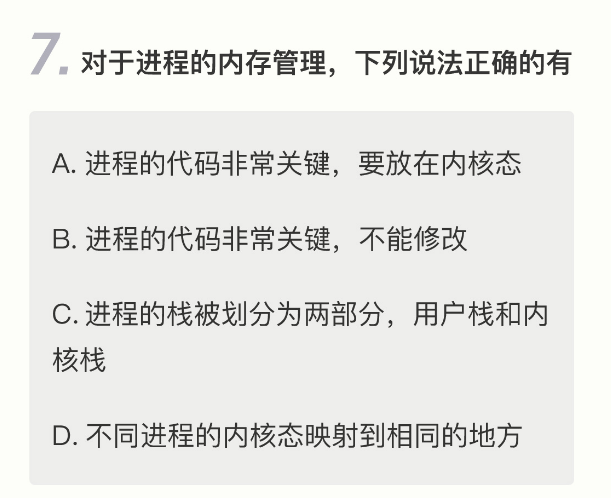 7. 对于进程的内存管理，下列说法正确的有
A. 进程的代码非常关键，要放在内核态
B. 进程的代码非常关键，不能修改
C. 进程的栈被划分为两部分，用户栈和内
核栈
D. 不同进程的内核态映射到相同的地方